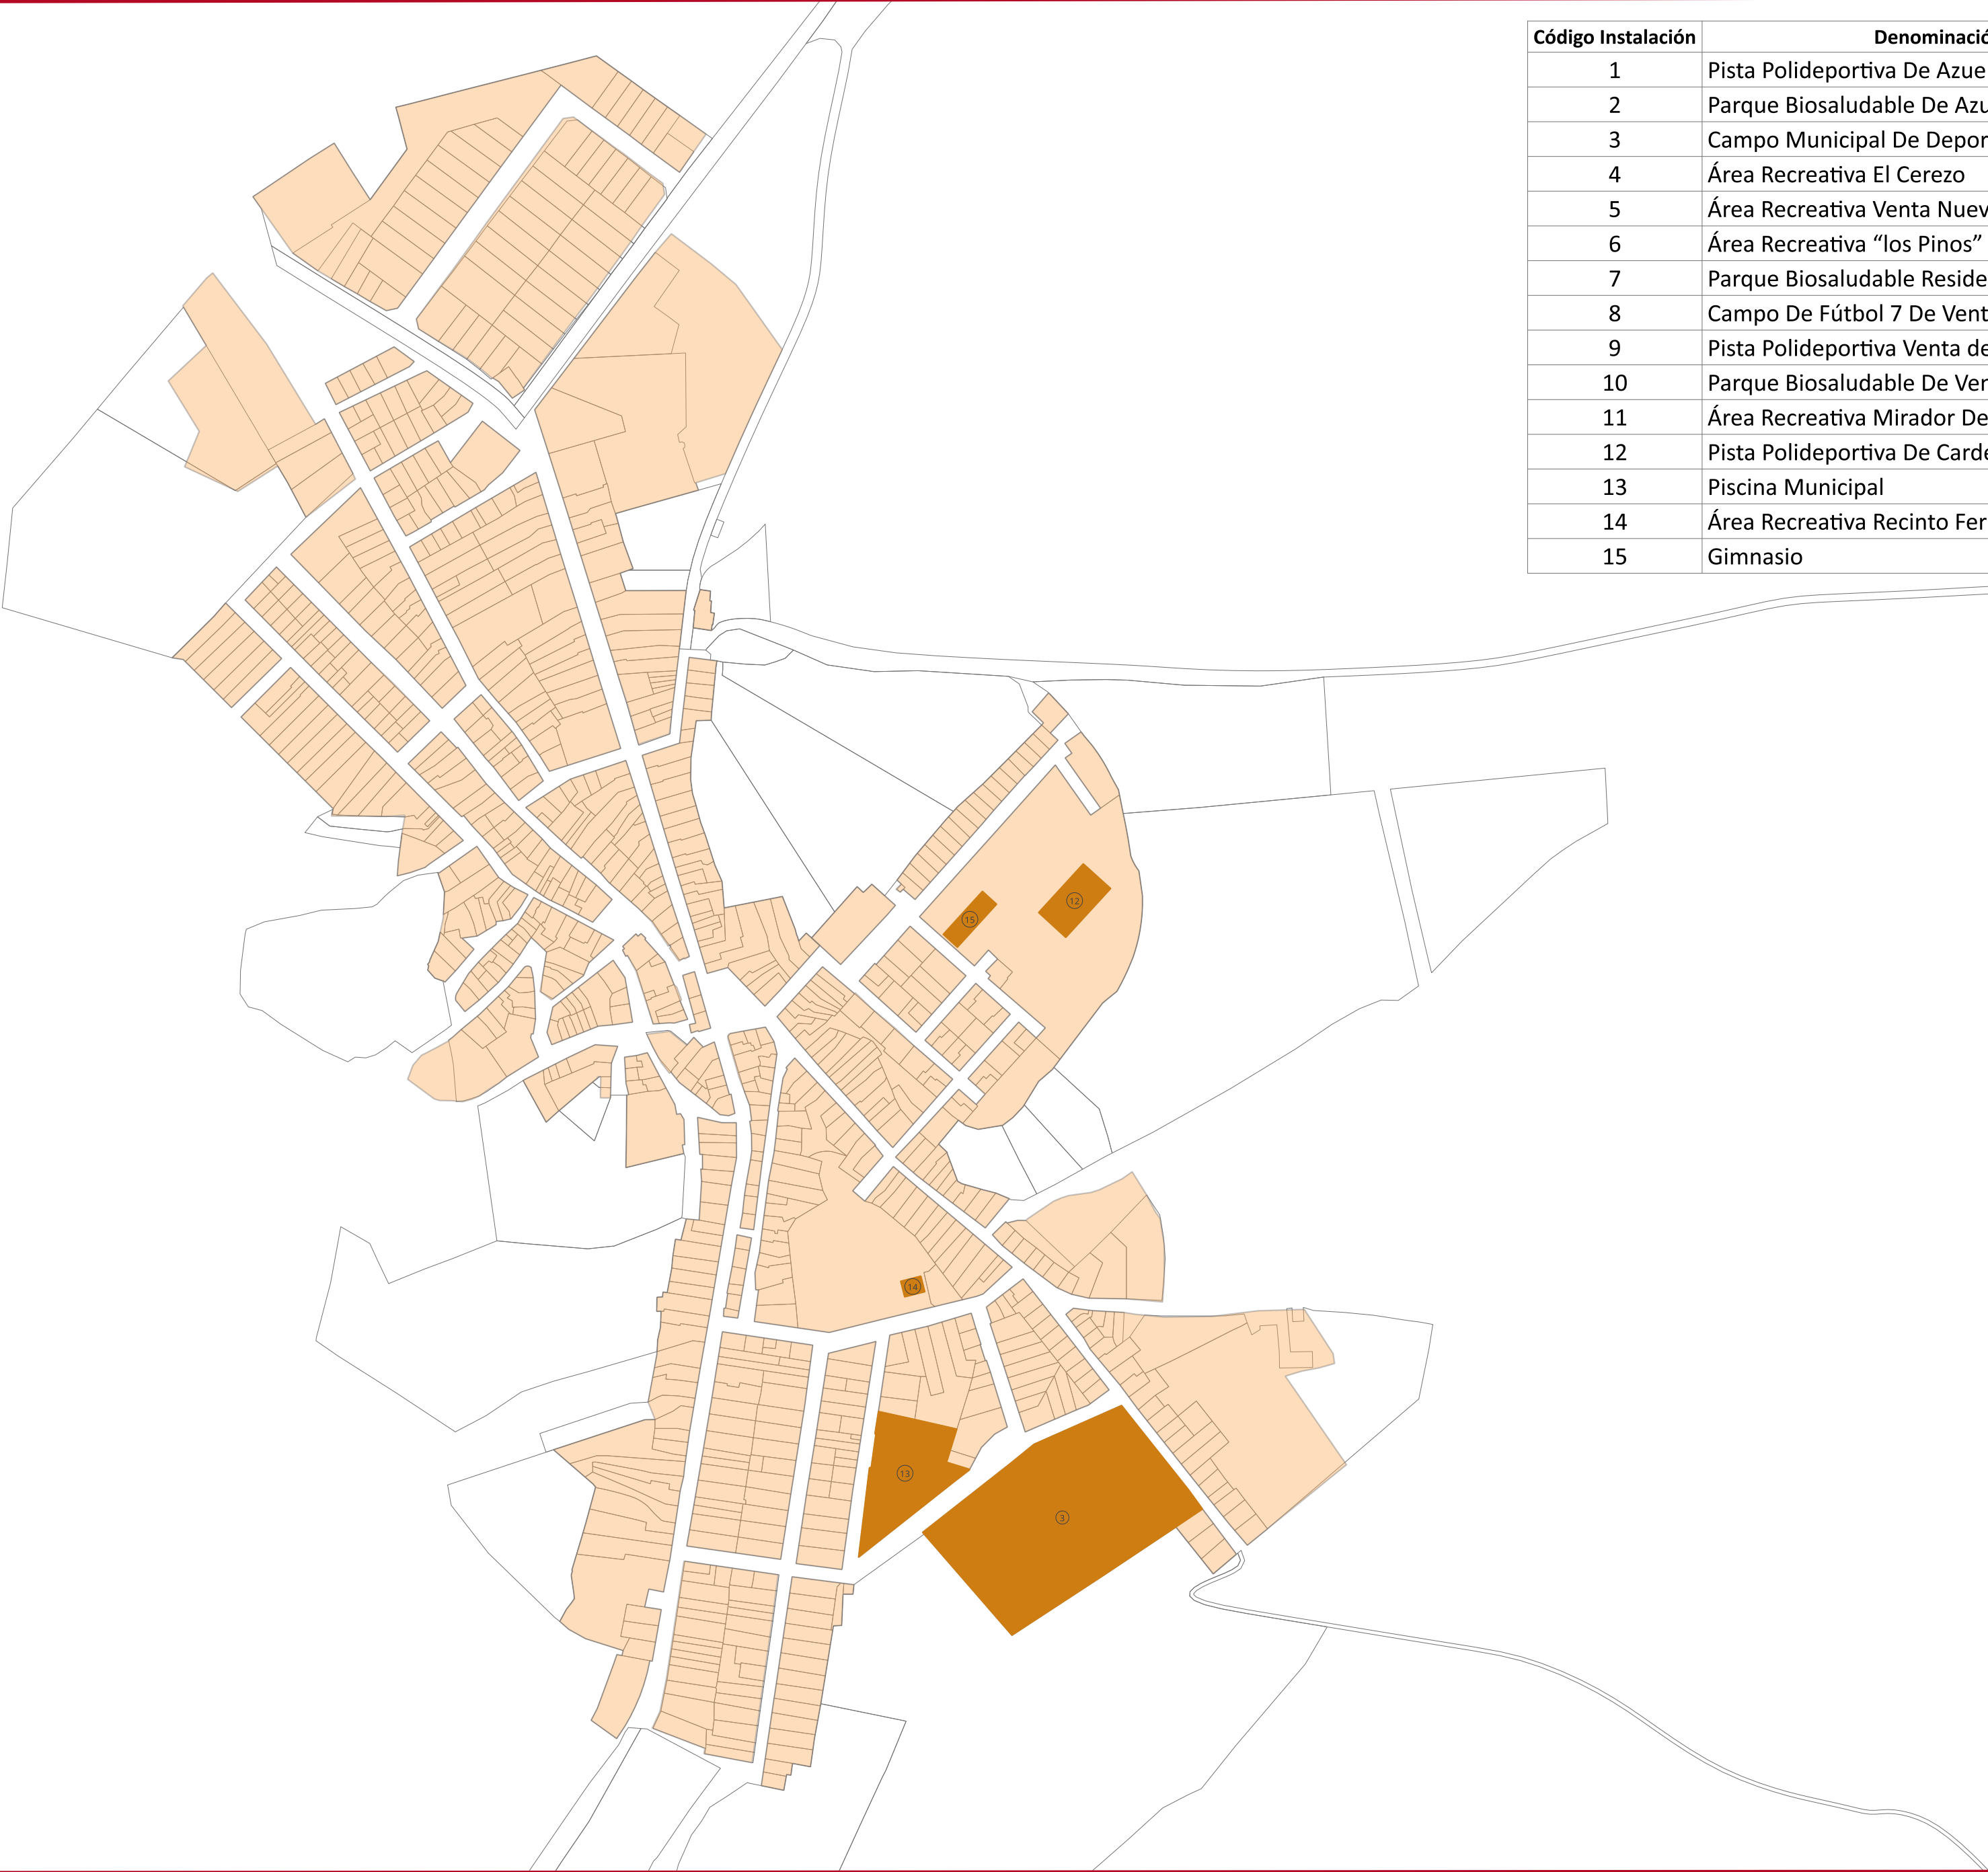 Código Instalación Denominació
1 Pista Polideportiva De Azue
2 Parque Biosaludable De Azu
3 Campo Municipal De Depor
4 Área Recreativa El Cerezo
5 Área Recreativa Venta Nuev
6 Área Recreativa “los Pinos”
7 Parque Biosaludable Reside
8 Campo De Fútbol 7 De Vent
9 Pista Polideportiva Venta de
10 Parque Biosaludable De Ven
11 Área Recreativa Mirador De
12 Pista Polideportiva De Carde
13 Piscina Municipal
14 Área Recreativa Recinto Fer
15 Gimnasio
12
15
14
13
3